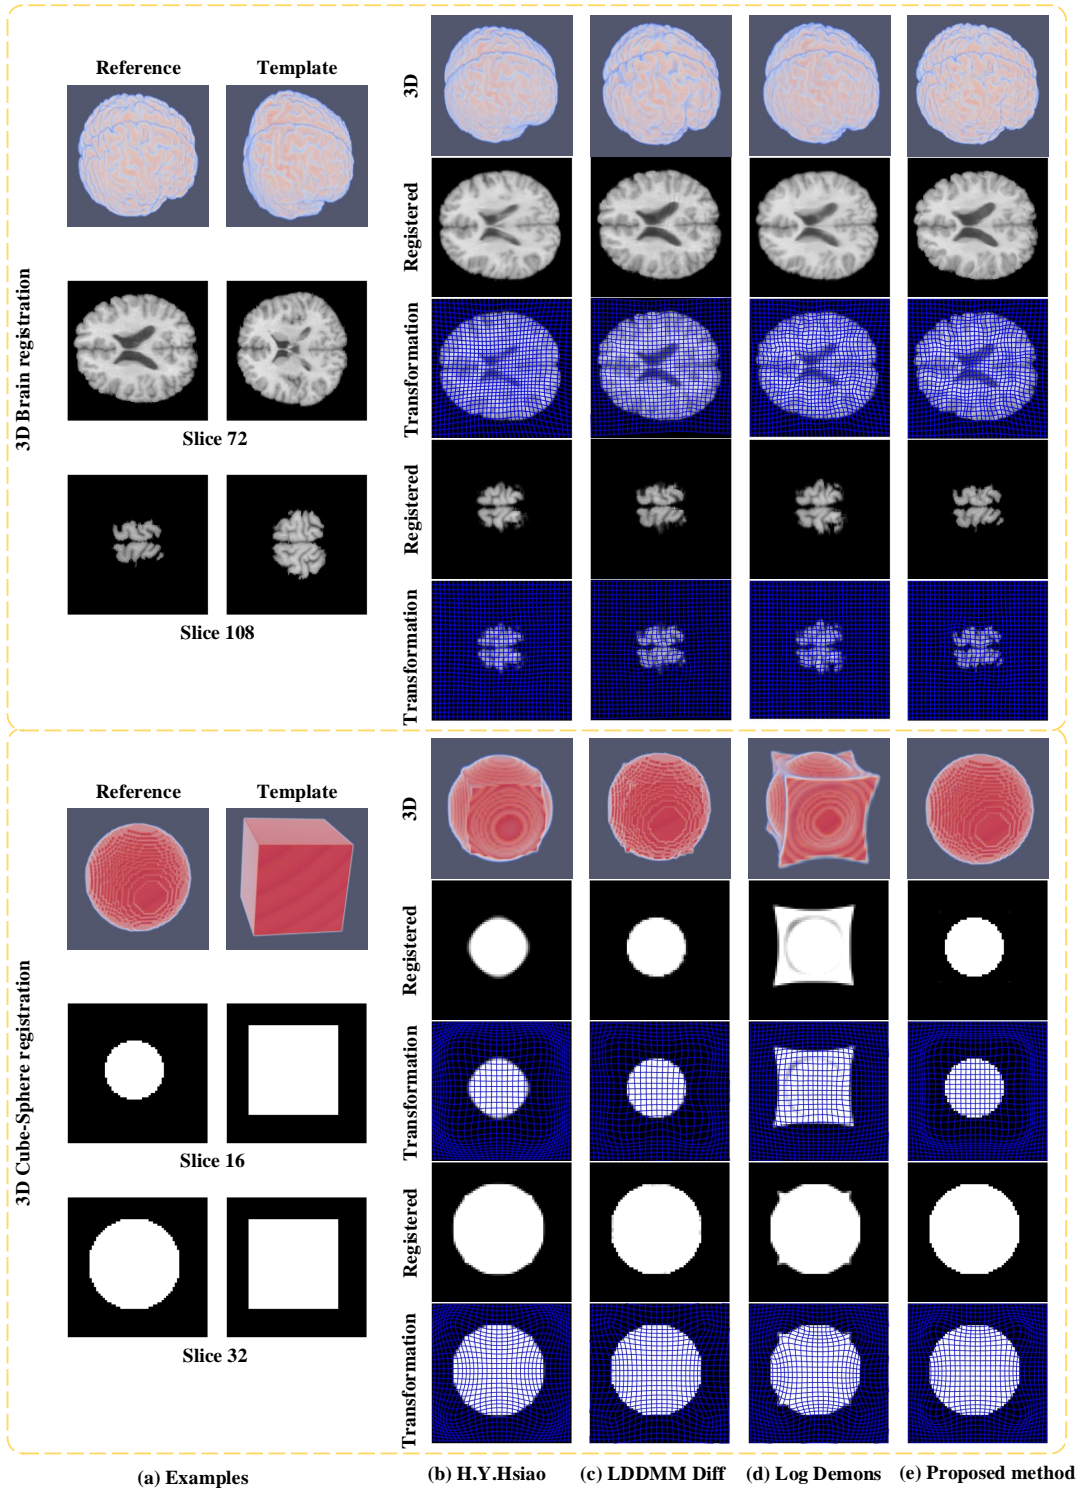 3D Brain registration
Reference
Template
Slice 72
Slice 108
3D
Registered
Transformation
Registered
Transformation
3D Cube-Sphere registration
Reference
Template
Slice 16
Slice 32
3D
Registered
Transformation
Registered
Transformation
(a) Examples
(b) H.Y.Hsiao
(c) LDDMM Diff
(d) Log Demons
(e) Proposed method